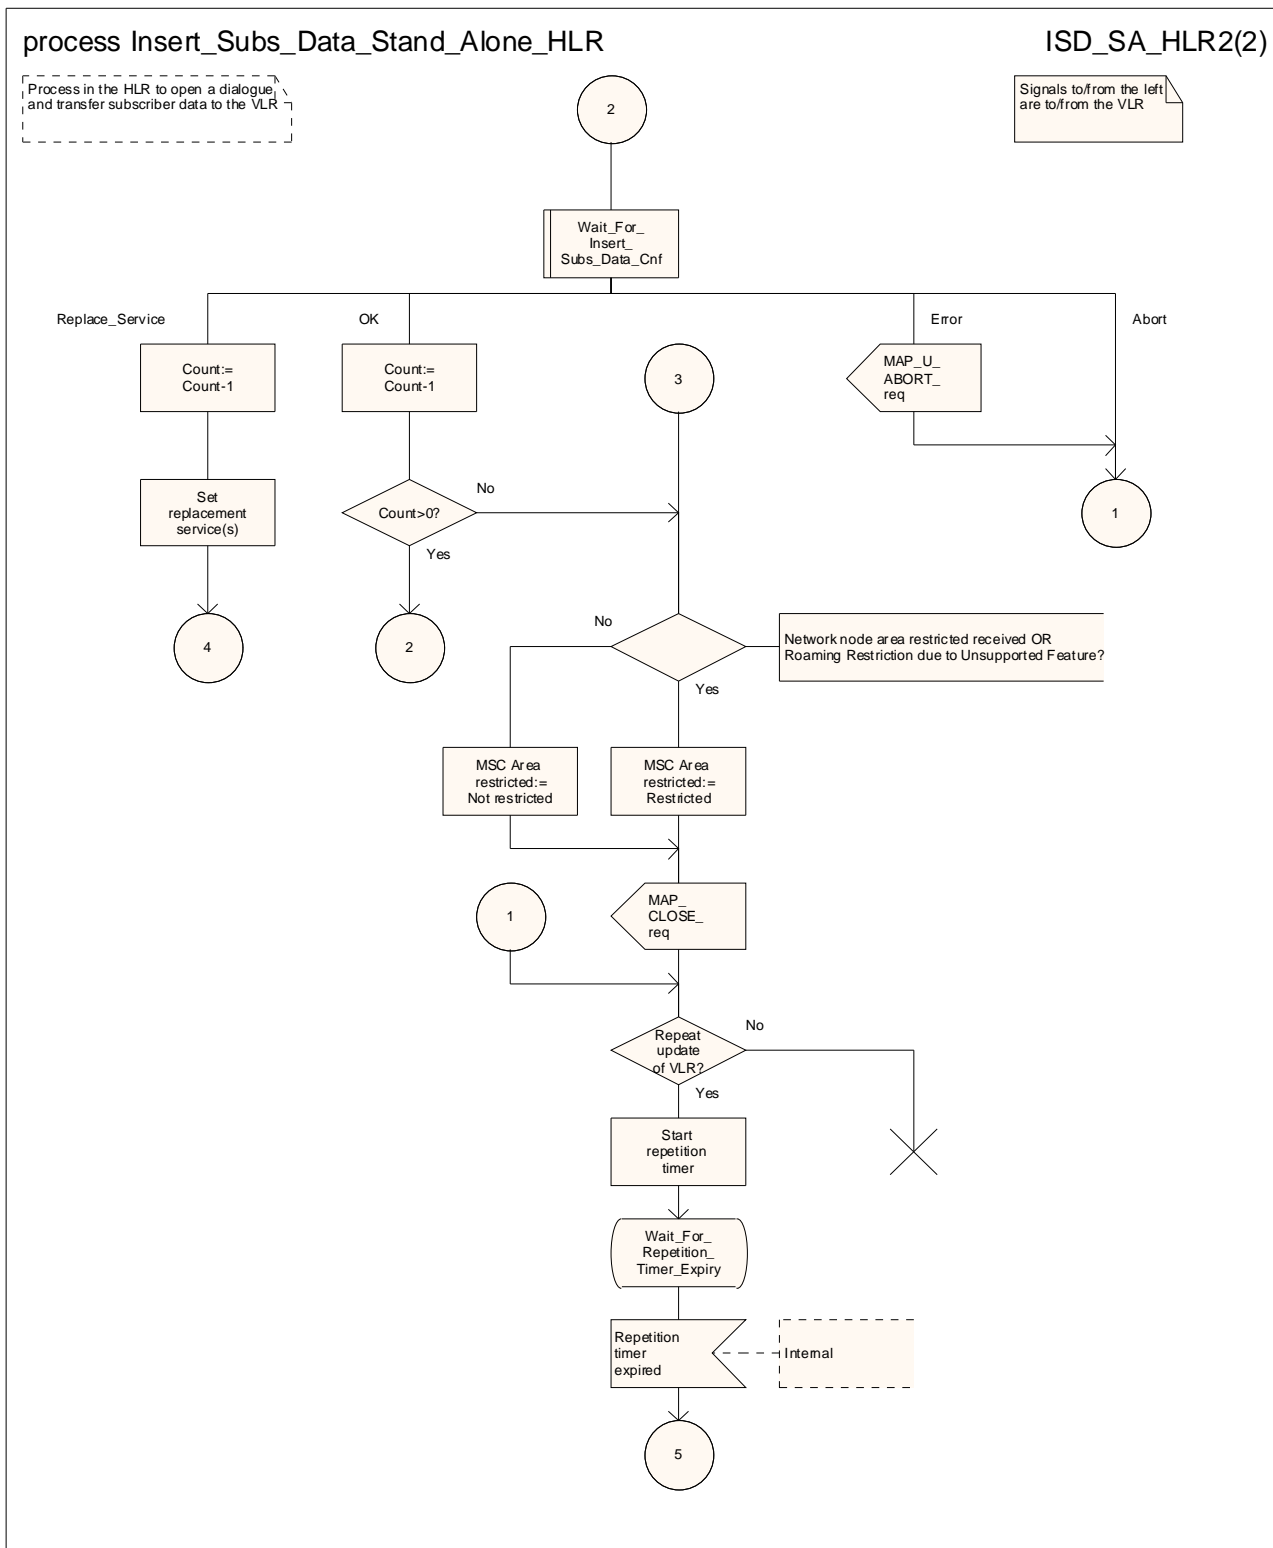 process Insert_Subs_Data_Stand_Alone_HLR
ISD_SA_HLR2(2)
Process in the HLR to open a dialogue
and transfer subscriber data to the VLR
2
Signals to/from the left
are to/from the VLR
Wait_For_
Insert_
Subs_Data_Cnf
Replace_Service
OK
Error
Abort
Count:=
Count-1
Count:=
Count-1
3
MAP_U_
ABORT_
req
Set
replacement
service(s)
Count>0?
No
Yes
1
4
2
No
Yes
Network node area restricted received OR
Roaming Restriction due to Unsupported Feature?
MSC Area
restricted:=
Not restricted
MSC Area
restricted:=
Restricted
1
MAP_
CLOSE_
req
Repeat
update
of VLR?
No
Yes
Start
repetition
timer
Wait_For_
Repetition_
Timer_Expiry
Repetition
timer
expired
Internal
5